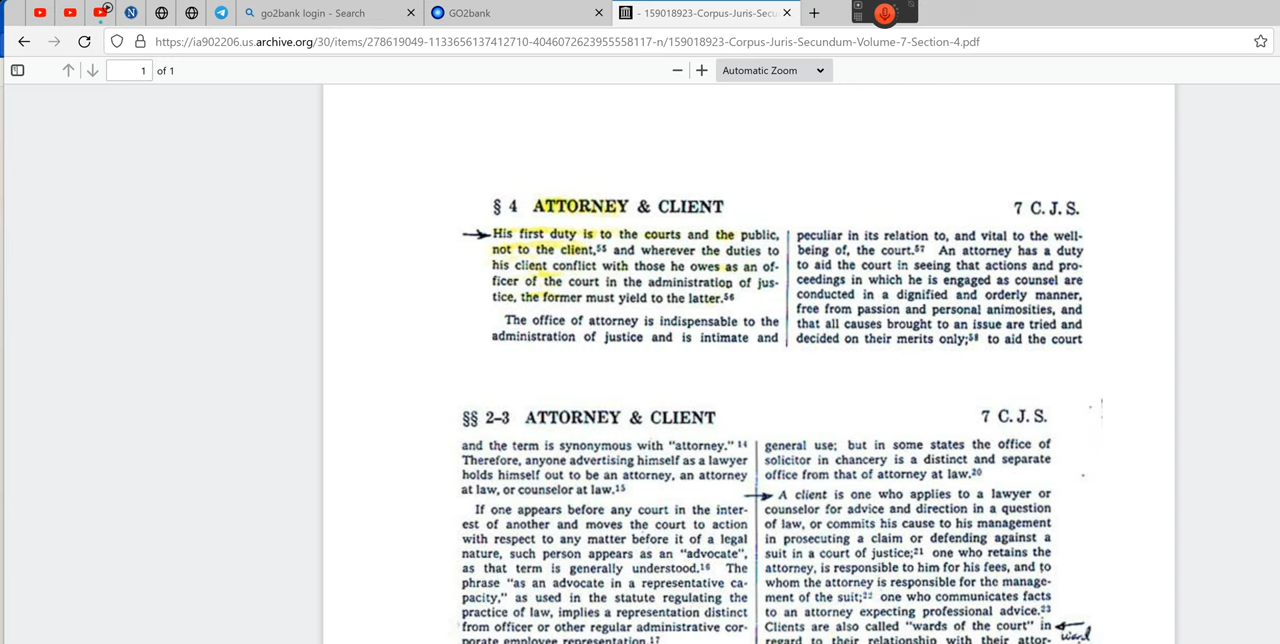 go2bank login - Search
GO2bank
- 159018923-Corpus-Juris-Secu
https://ia902206.us.archive.org/30/items/278619049-1133656137412710-4046072623955558117-n/159018923-Corpus-Juris-Secundum-Volume-7-Section-4.pdf
1 of 1
Automatic Zoom
§ 4 ATTORNEY & CLIENT
7 C. J. S.
His first duty is to the courts and the public,
not to the client,55 and wherever the duties to
his client conflict with those he owes as an of-
ficer of the court in the administration of jus-
tice, the former must yield to the latter.56
The office of attorney is indispensable to the
administration of justice and is intimate and
peculiar in its relation to, and vital to the well-
being of, the court.57 An attorney has a duty
to aid the court in seeing that actions and pro-
ceedings in which he is engaged as counsel are
conducted in a dignified and orderly manner,
free from passion and personal animosities, and
that all causes brought to an issue are tried and
decided on their merits only;58 to aid the court
§§ 2-3 ATTORNEY & CLIENT
7 C. J. S.
and the term is synonymous with "attorney." 14
Therefore, anyone advertising himself as a lawyer
holds himself out to be an attorney, an attorney
at law, or counselor at law.15
If one appears before any court in the inter-
est of another and moves the court to action
with respect to any matter before it of a legal
nature, such person appears as an "advocate",
as that term is generally understood.16 The
phrase "as an advocate in a representative ca-
pacity," as used in the statute regulating the
practice of law, implies a representation distinct
from officer or other regular administrative cor-
porate employee representation.17
general use; but in some states the office of
solicitor in chancery is a distinct and separate
office from that of attorney at law.20
A client is one who applies to a lawyer or
counselor for advice and direction in a question
of law, or commits his cause to his management
in prosecuting a claim or defending against a
suit in a court of justice;21 one who retains the
attorney, is responsible to him for his fees, and to
whom the attorney is responsible for the manage-
ment of the suit;22 one who communicates facts
to an attorney expecting professional advice.23
Clients are also called "wards of the court" in
regard to their relationship with their attor-